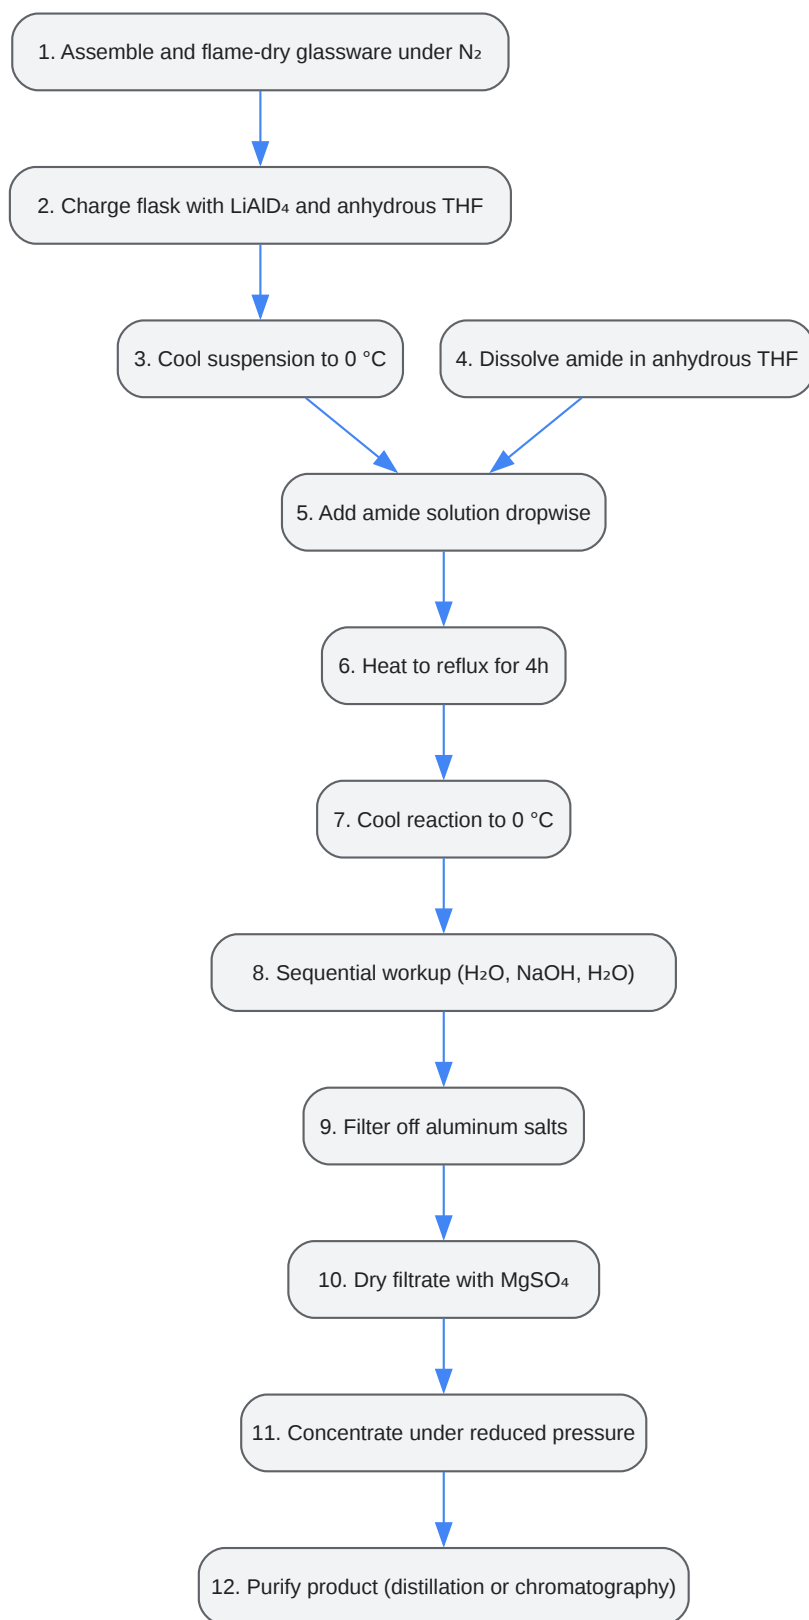 1. Assemble and flame-dry glassware under N₂
2. Charge flask with LiAlD₄ and anhydrous THF
3. Cool suspension to 0 °C
4. Dissolve amide in anhydrous THF
5. Add amide solution dropwise
6. Heat to reflux for 4h
7. Cool reaction to 0 °C
8. Sequential workup (H₂O, NaOH, H₂O)
9. Filter off aluminum salts
10. Dry filtrate with MgSO₄
11. Concentrate under reduced pressure
12. Purify product (distillation or chromatography)